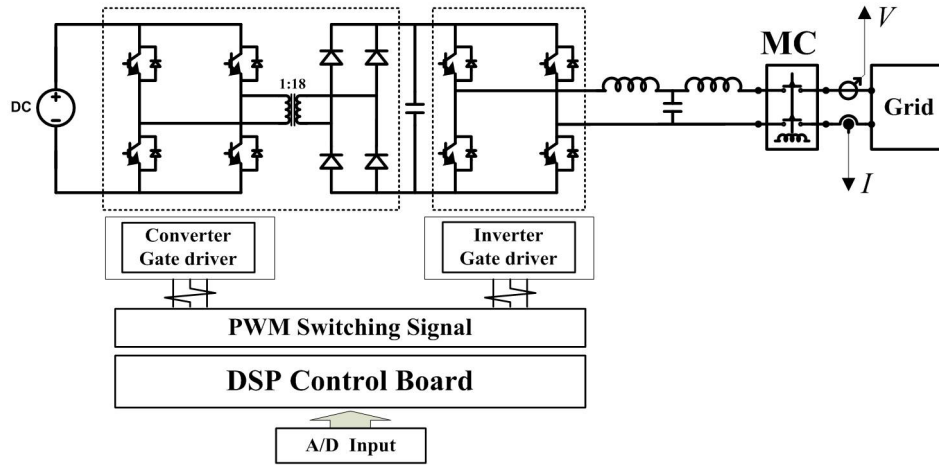 V
MC
1:18
DC
+
−
Grid
I
Converter
Gate driver
Inverter
Gate driver
PWM Switching Signal
DSP Control Board
A/D Input